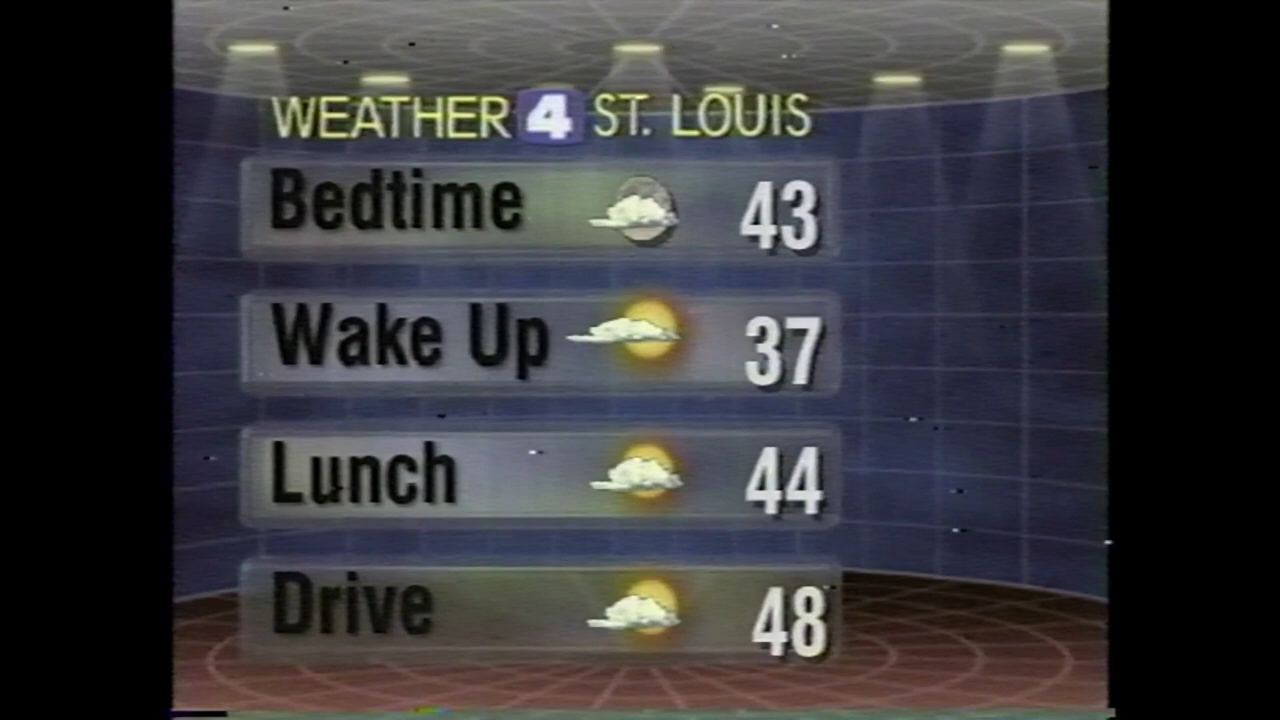 WEATHER 4 ST. LOUIS
Bedtime 43
Wake Up 37
Lunch 44
Drive 48